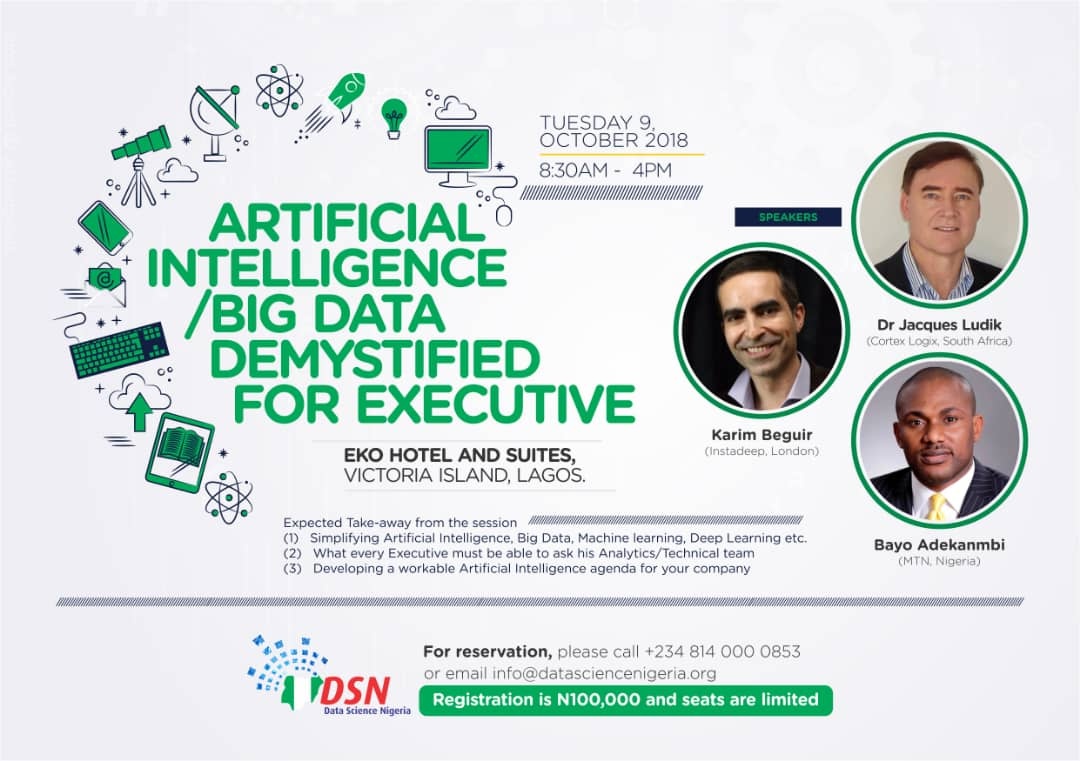 TUESDAY 9,
OCTOBER 2018
8:30AM - 4PM
ARTIFICIAL
INTELLIGENCE
/BIG DATA
DEMYSTIFIED
FOR EXECUTIVE
EKO HOTEL AND SUITES,
VICTORIA ISLAND, LAGOS.
SPEAKERS
Dr Jacques Ludik
(Cortex Logix, South Africa)
Karim Beguir
(Instadeep, London)
Bayo Adekanmbi
(MTN, Nigeria)
Expected Take-away from the session
(1) Simplifying Artificial Intelligence, Big Data, Machine learning, Deep Learning etc.
(2) What every Executive must be able to ask his Analytics/Technical team
(3) Developing a workable Artificial Intelligence agenda for your company
DSN
Data Science Nigeria
For reservation, please call +234 814 000 0853
or email info@datasciencenigeria.org
Registration is N100,000 and seats are limited